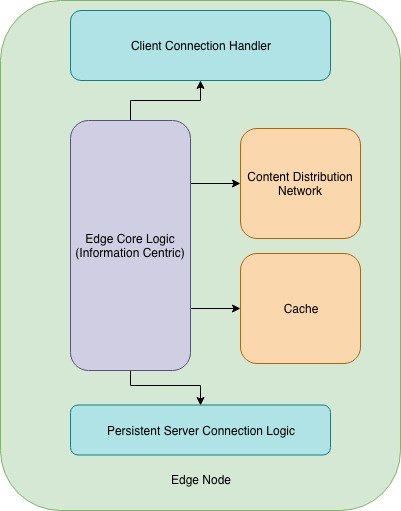 Client Connection Handler
Edge Core Logic
(Information Centric)
Content Distribution
Network
Cache
Persistent Server Connection Logic
Edge Node